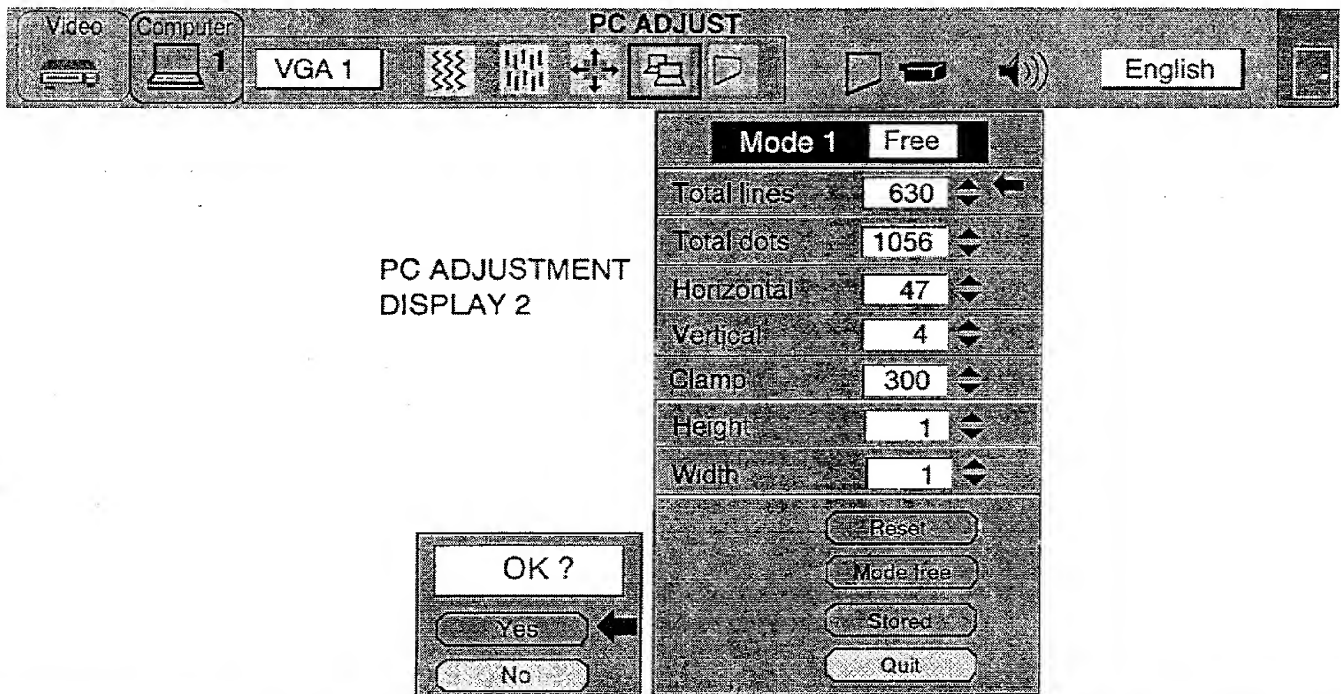 PC ADJUST
Video
Computer
1
VGA 1
English
Mode 1 Free
Total lines 630
Total dots 1056
Horizontal 47
Vertical 4
Clamp 300
Height 1
Width 1
Reset
Mode free
Stored
Quit
PC ADJUSTMENT
DISPLAY 2
OK ?
Yes
No